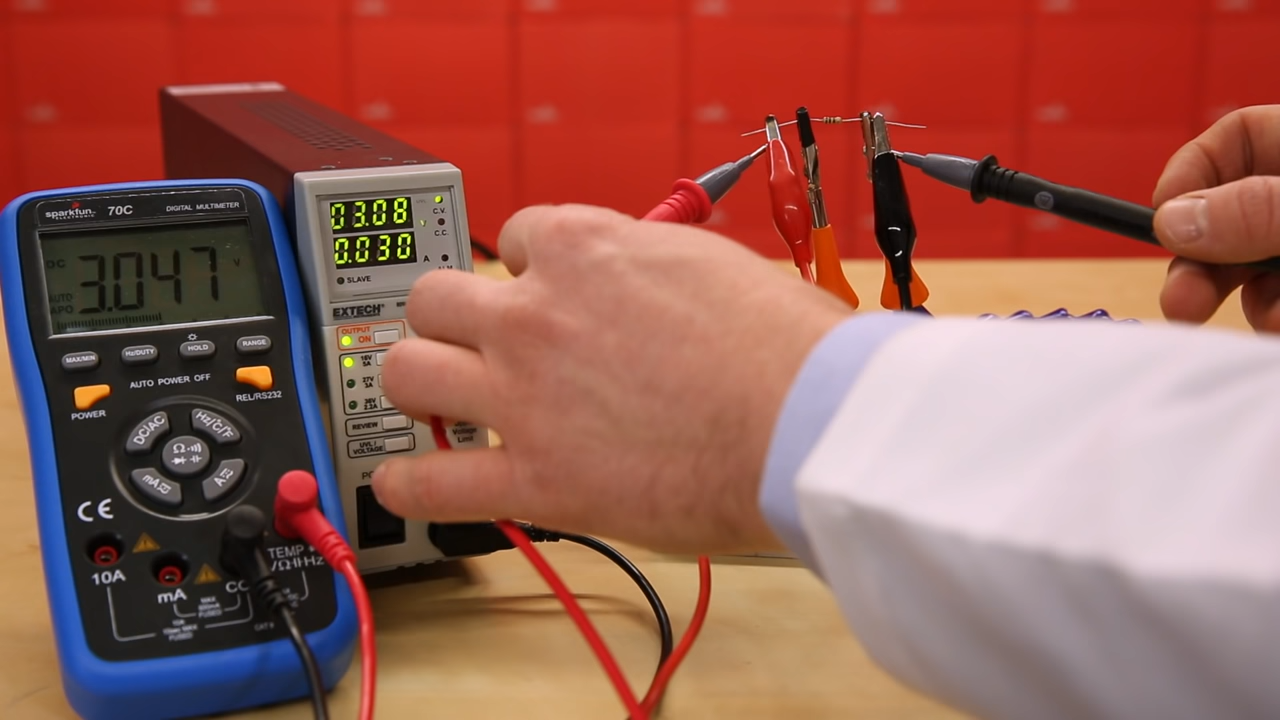 sparkfun
ELECTRONICS
70C
DIGITAL MULTIMETER
DC
3.047
V
AUTO
APO
MAX/MIN
Hz/DUTY
HOLD
RANGE
AUTO POWER OFF
POWER
REL/RS232
DC/AC
Hz/C/F
Ω
mA
A
CE
10A
mA
TEMP
03.08
0.030
C.V.
C.C.
A
SLAVE
EXTECH
OUTPUT
ON
18V
5A
27V
3A
36V
2.2A
REVIEW
UVL /
VOLTAGE
Voltage
Limit